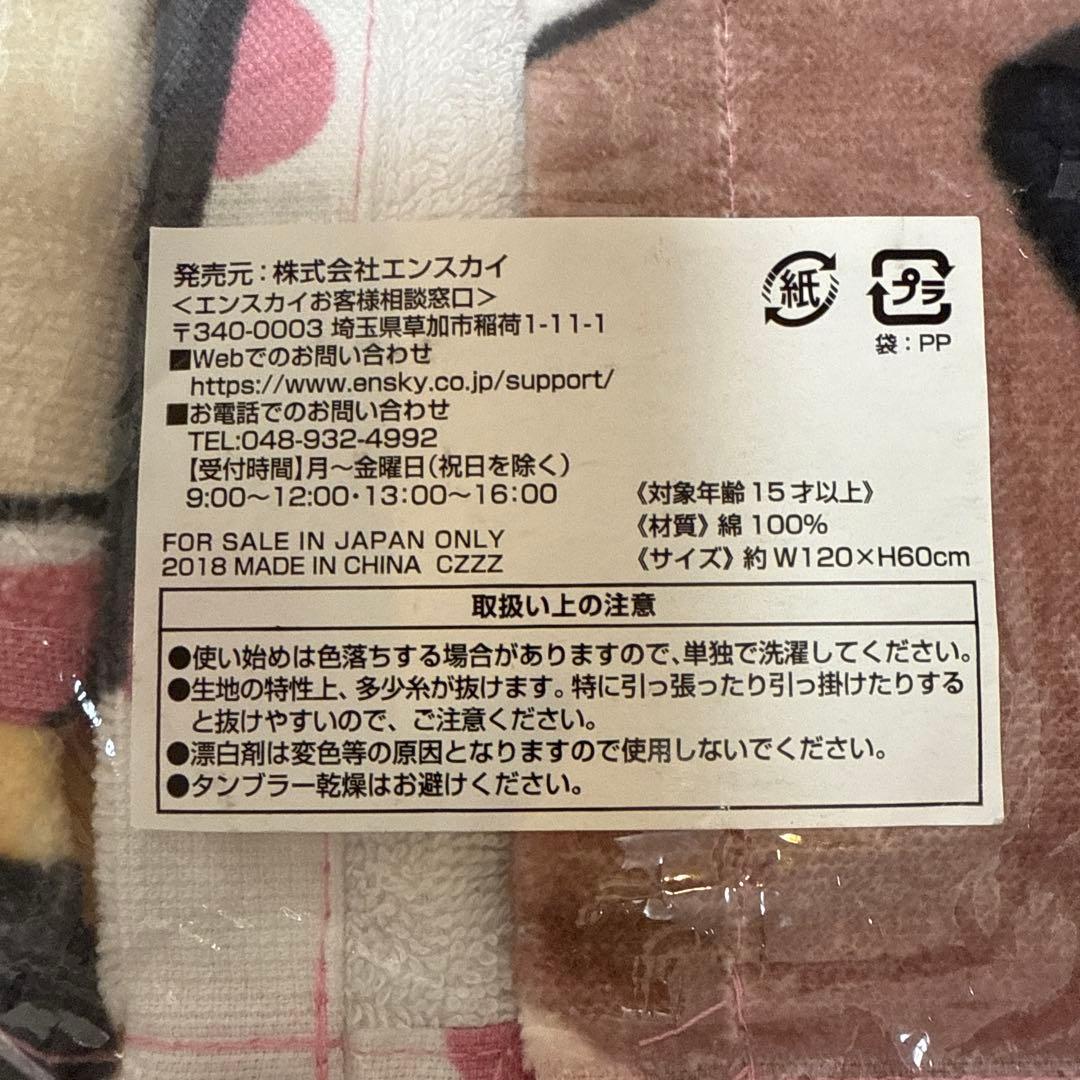 発売元：株式会社エンスカイ
＜エンスカイお客様相談窓口＞
〒340-0003 埼玉県草加市稲荷1-11-1
■Webでのお問い合わせ
https://www.ensky.co.jp/support/
■お電話でのお問い合わせ
TEL:048-932-4992
【受付時間】月～金曜日(祝日を除く)
9:00～12:00・13:00～16:00
FOR SALE IN JAPAN ONLY
2018 MADE IN CHINA CZZZ
紙
プラ
袋：PP
《対象年齢15才以上》
《材質》綿100%
《サイズ》約W120×H60cm
取扱い上の注意
●使い始めは色落ちする場合がありますので、単独で洗濯してください。
●生地の特性上、多少糸が抜けます。特に引っ張ったり引っ掛けたりする
と抜けやすいので、ご注意ください。
●漂白剤は変色等の原因となりますので使用しないでください。
●タンブラー乾燥はお避けください。